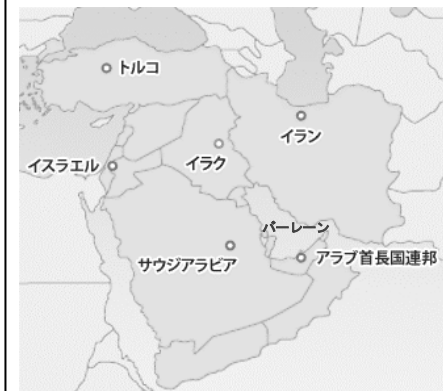 トルコ
イラン
イスラエル
イラク
バーレーン
サウジアラビア
アラブ首長国連邦